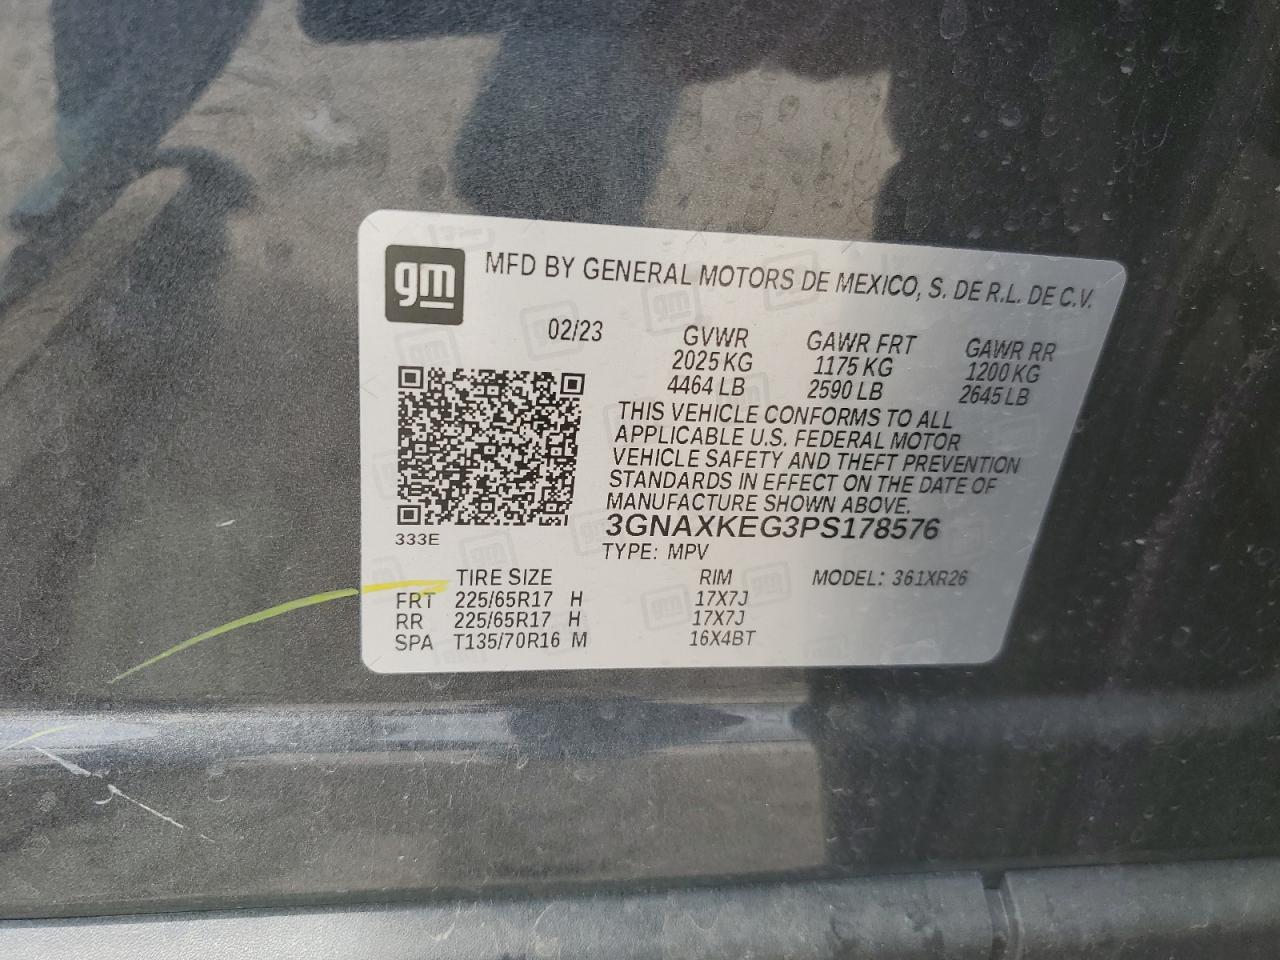 gm
MFD BY GENERAL MOTORS DE MEXICO, S. DE R.L. DE C.V.
02/23 GVWR GAWR FRT GAWR RR
2025 KG 1175 KG 1200 KG
4464 LB 2590 LB 2645 LB
THIS VEHICLE CONFORMS TO ALL
APPLICABLE U.S. FEDERAL MOTOR
VEHICLE SAFETY AND THEFT PREVENTION
STANDARDS IN EFFECT ON THE DATE OF
MANUFACTURE SHOWN ABOVE.
333E
3GNAXKEG3PS178576
TYPE: MPV
TIRE SIZE RIM MODEL: 361XR26
FRT 225/65R17 H 17X7J
RR 225/65R17 H 17X7J
SPA T135/70R16 M 16X4BT